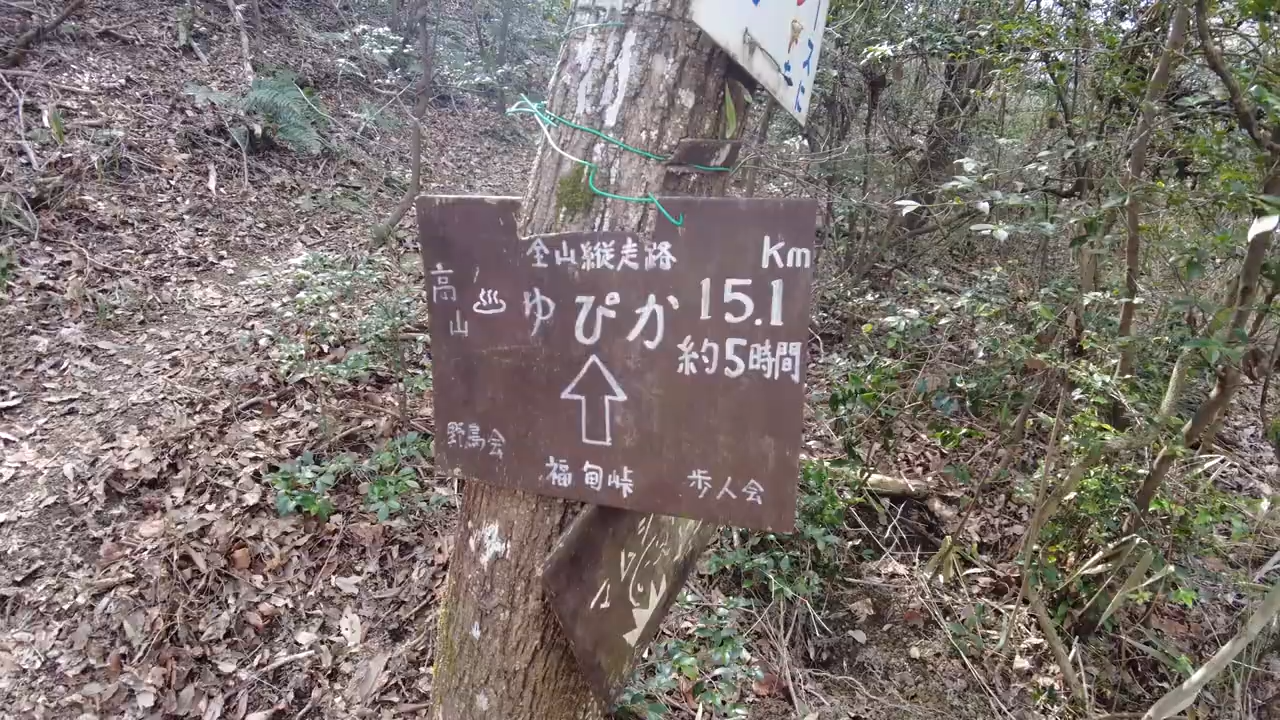 全山縦走路 Km
高山 ♨ ゆぴか 15.1
約5時間
野鳥会
福甸峠 歩人会